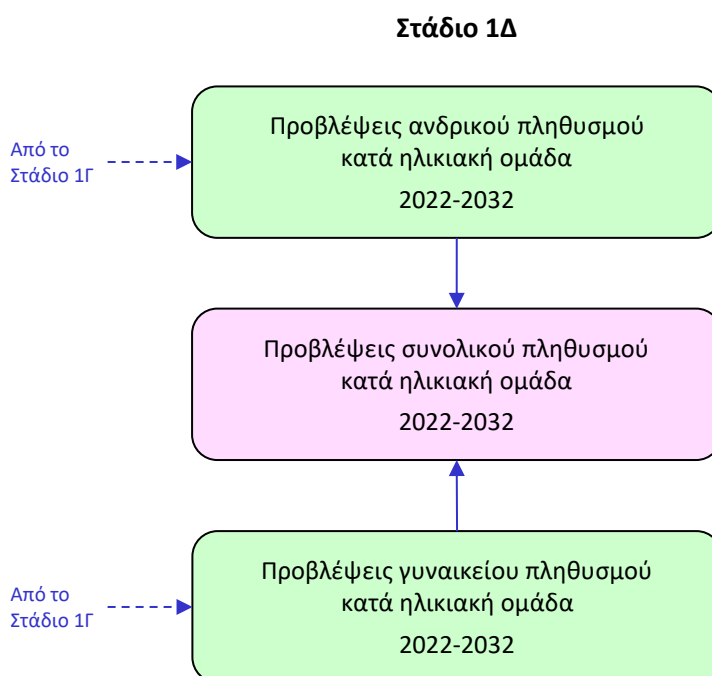 Στάδιο 1Δ
Προβλέψεις ανδρικού πληθυσμού
κατά ηλικιακή ομάδα
2022-2032
Από το
Στάδιο 1Γ
Προβλέψεις συνολικού πληθυσμού
κατά ηλικιακή ομάδα
2022-2032
Προβλέψεις γυναικείου πληθυσμού
κατά ηλικιακή ομάδα
2022-2032
Από το
Στάδιο 1Γ